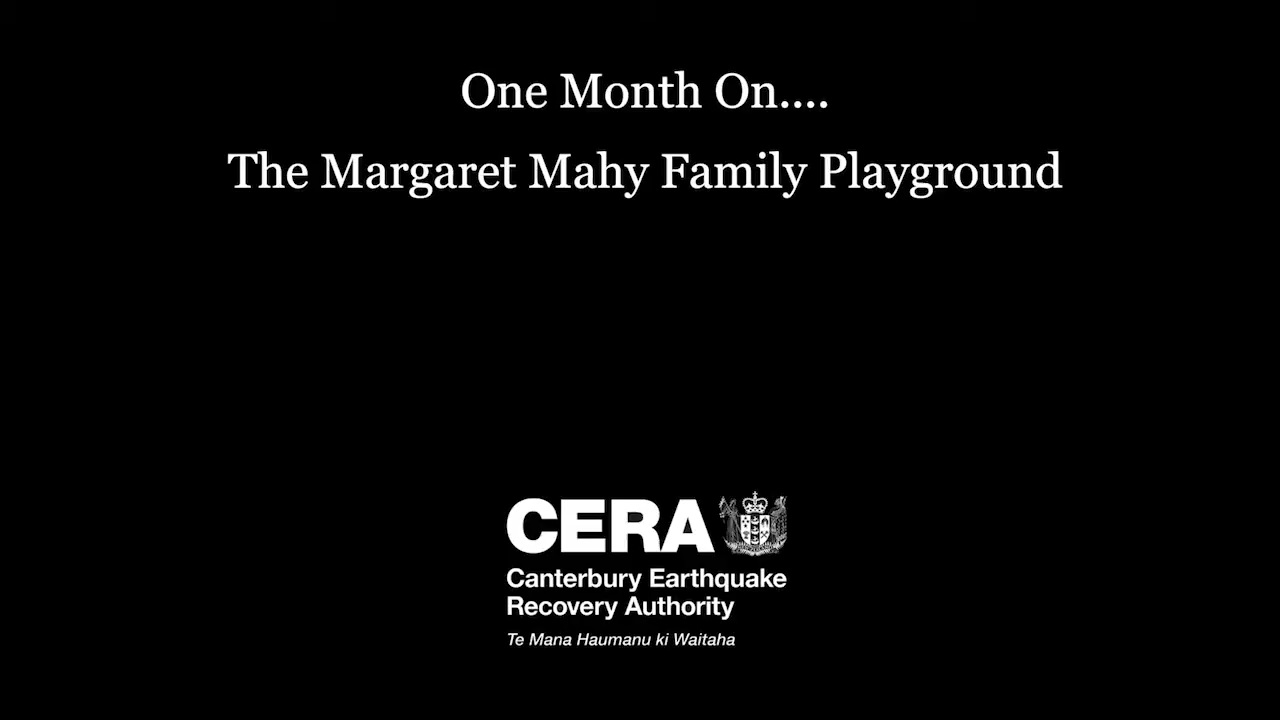 One Month On....
The Margaret Mahy Family Playground
CERA
Canterbury Earthquake
Recovery Authority
Te Mana Haumanu ki Waitaha